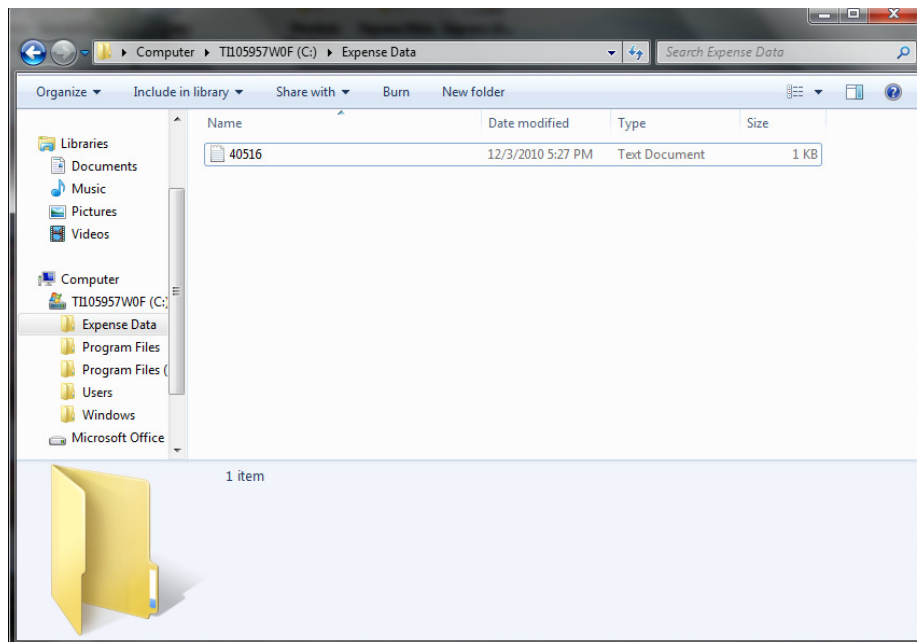 Computer TI105957W0F (C:) Expense Data
Search Expense Data
Organize Include in library Share with Burn New folder
Name Date modified Type Size
40516 12/3/2010 5:27 PM Text Document 1 KB
Libraries
Documents
Music
Pictures
Videos
Computer
TI105957W0F (C:)
Expense Data
Program Files
Program Files (
Users
Windows
Microsoft Office
1 item